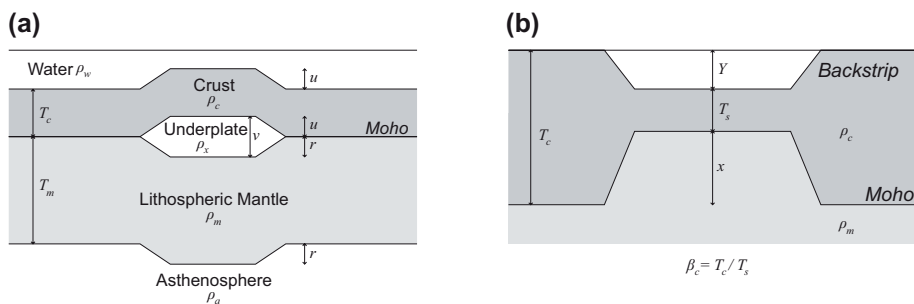 (a)
Water ρw
u
Crust
ρc
Tc
Underplate
ρx
v
u
Moho
r
Tm
Lithospheric Mantle
ρm
r
Asthenosphere
ρa
(b)
Y
Backstrip
Ts
Tc
ρc
x
Moho
ρm
βc = Tc / Ts